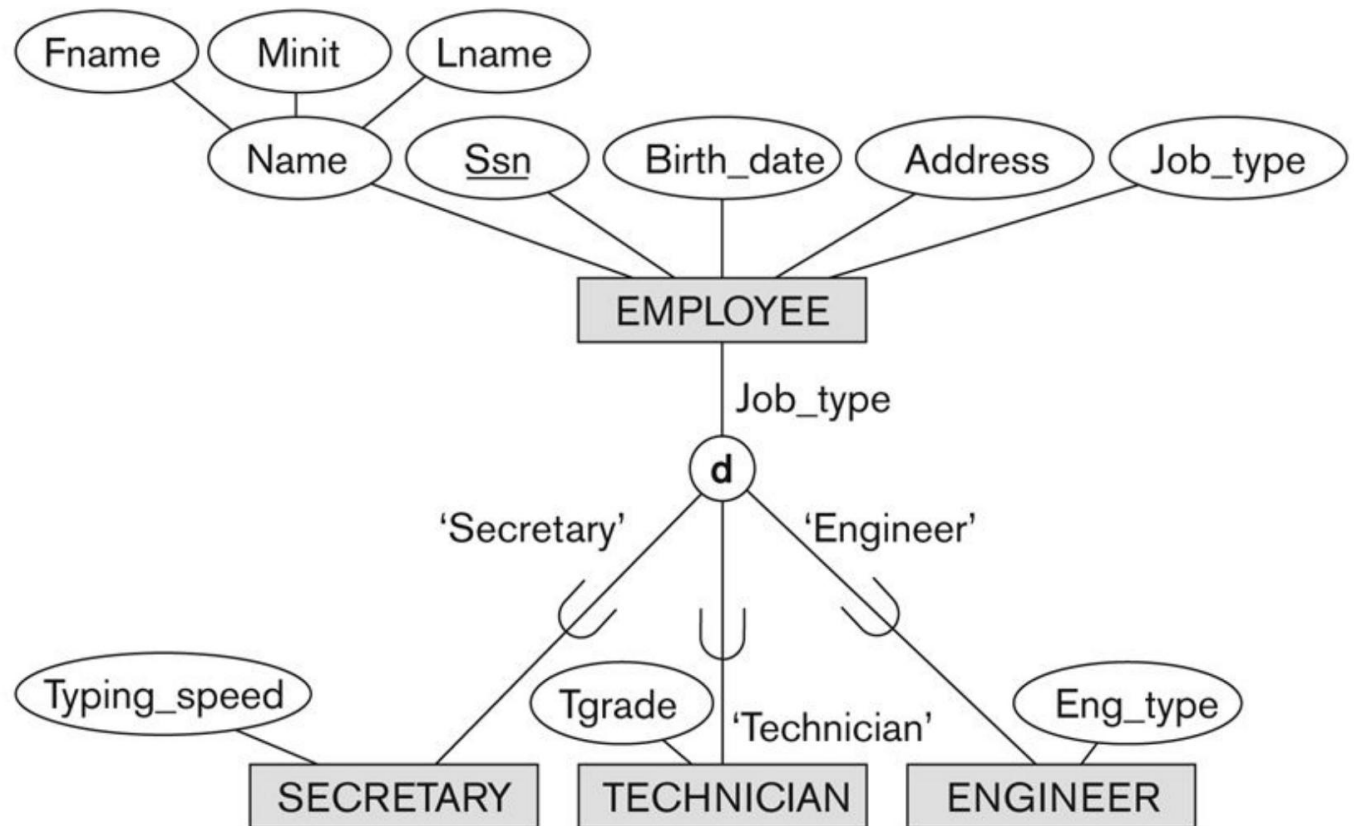 Fname Minit Lname
Name Ssn Birth_date Address Job_type
EMPLOYEE
Job_type
d
‘Secretary’ ‘Engineer’
Typing_speed Tgrade ‘Technician’ Eng_type
SECRETARY TECHNICIAN ENGINEER